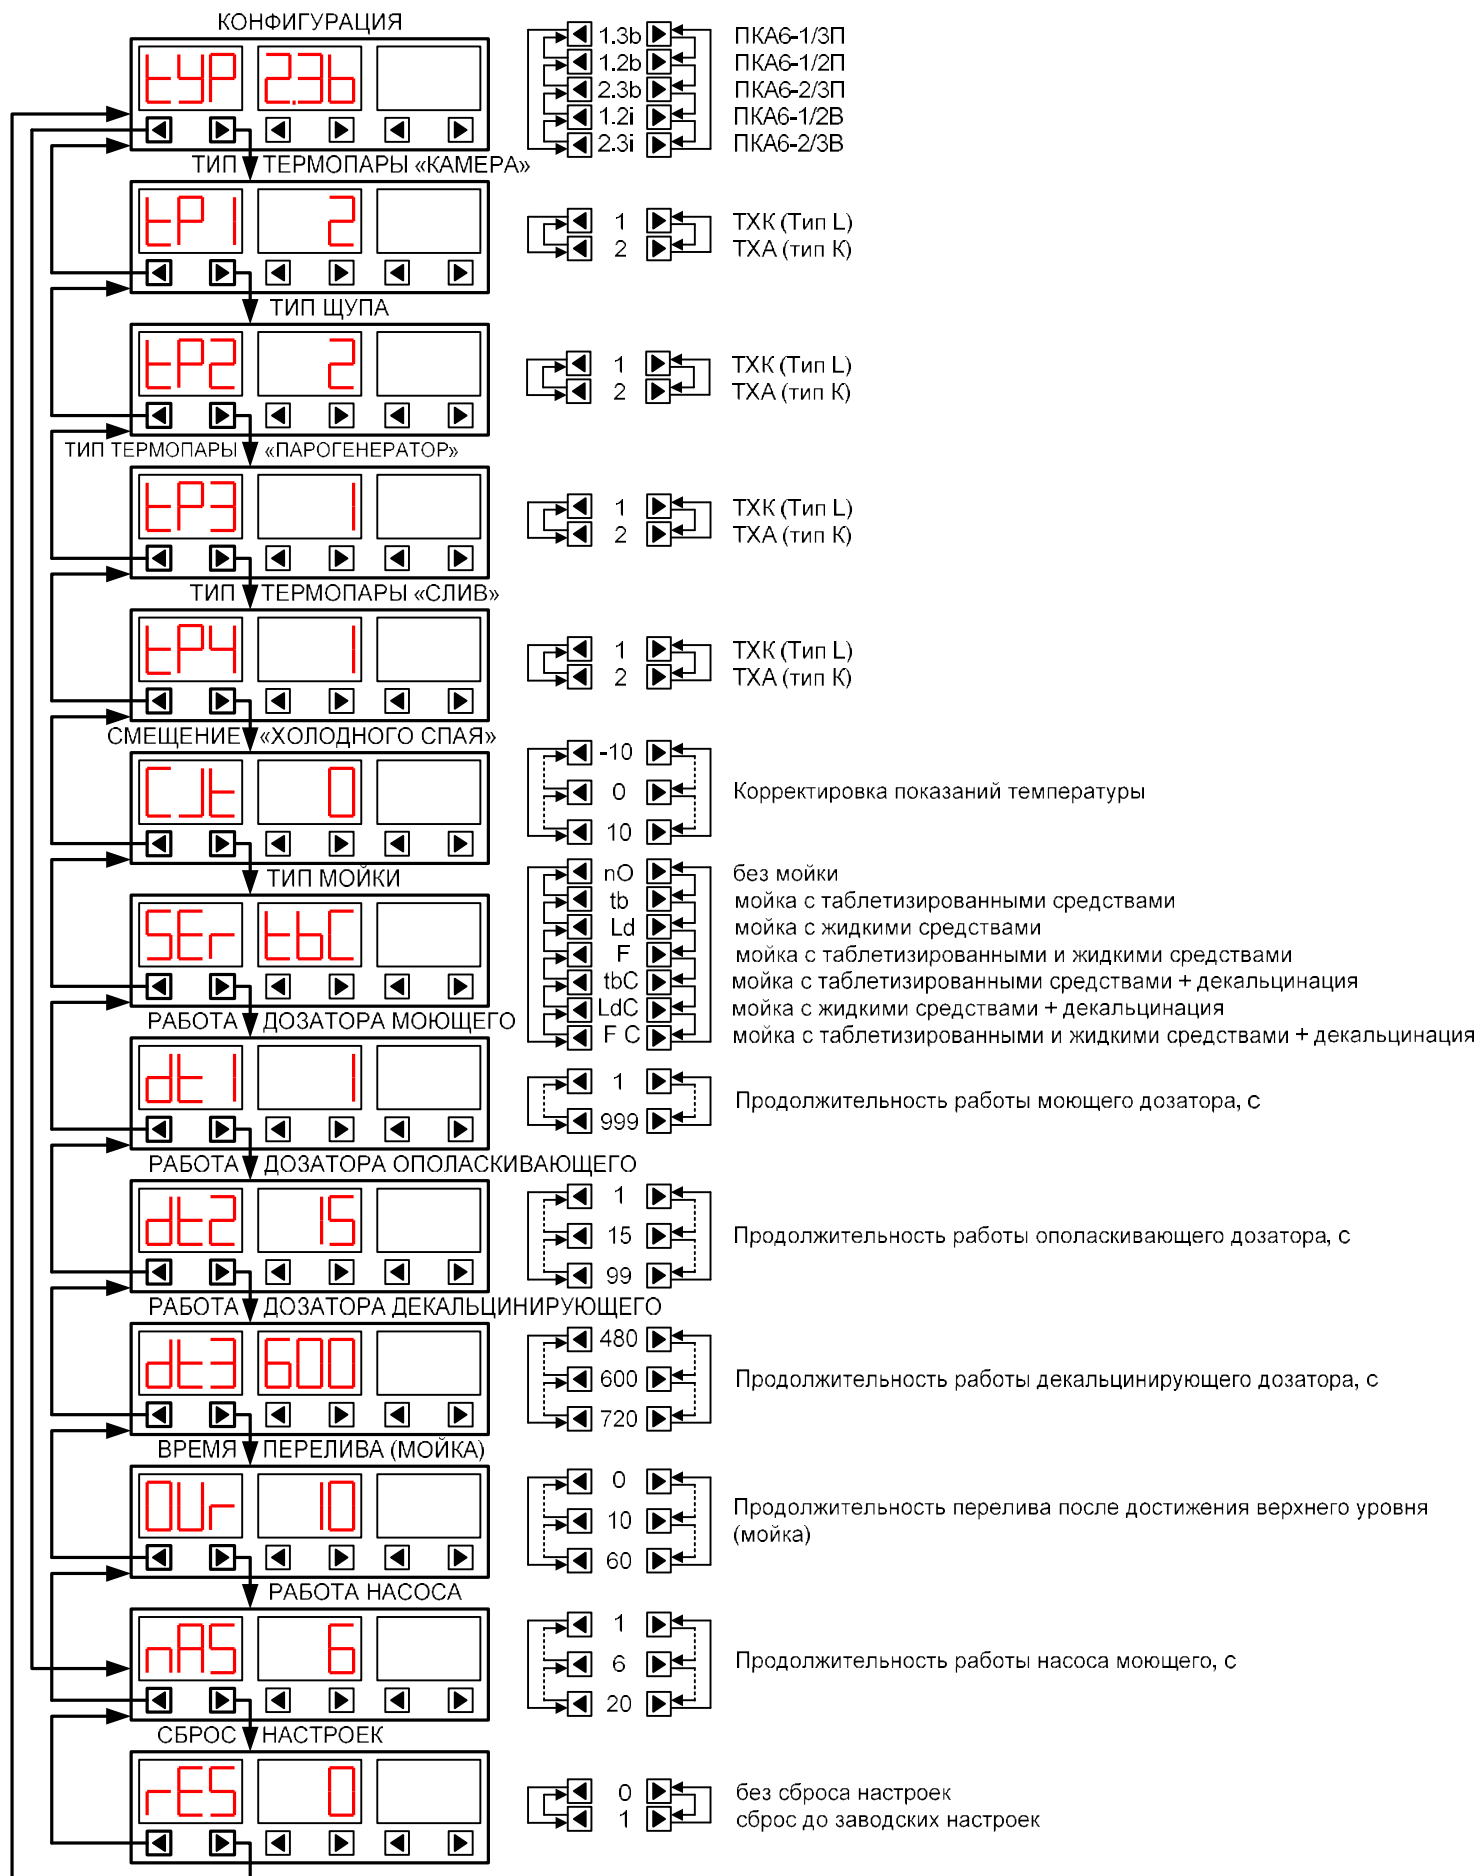 КОНФИГУРАЦИЯ
tYP 2.3b
1.3b ПКА6-1/3П
1.2b ПКА6-1/2П
2.3b ПКА6-2/3П
1.2i ПКА6-1/2В
2.3i ПКА6-2/3В
ТИП ТЕРМОПАРЫ «КАМЕРА»
tP1 2
1 ТХК (Тип L)
2 ТХА (тип К)
ТИП ЩУПА
tP2 2
1 ТХК (Тип L)
2 ТХА (тип К)
ТИП ТЕРМОПАРЫ «ПАРОГЕНЕРАТОР»
tP3 1
1 ТХК (Тип L)
2 ТХА (тип К)
ТИП ТЕРМОПАРЫ «СЛИВ»
tP4 1
1 ТХК (Тип L)
2 ТХА (тип К)
СМЕЩЕНИЕ «ХОЛОДНОГО СПАЯ»
CJt 0
-10
0 Корректировка показаний температуры
10
ТИП МОЙКИ
SEr tbC
nO без мойки
tb мойка с таблетизированными средствами
Ld мойка с жидкими средствами
F мойка с таблетизированными и жидкими средствами
tbC мойка с таблетизированными средствами + декальцинация
LdC мойка с жидкими средствами + декальцинация
F C мойка с таблетизированными и жидкими средствами + декальцинация
РАБОТА ДОЗАТОРА МОЮЩЕГО
dt1 1
1
999
Продолжительность работы моющего дозатора, с
РАБОТА ДОЗАТОРА ОПОЛАСКИВАЮЩЕГО
dt2 15
1
15 Продолжительность работы ополаскивающего дозатора, с
99
РАБОТА ДОЗАТОРА ДЕКАЛЬЦИНИРУЮЩЕГО
dt3 600
480
600 Продолжительность работы декальцинирующего дозатора, с
720
ВРЕМЯ ПЕРЕЛИВА (МОЙКА)
OUr 10
0
10 Продолжительность перелива после достижения верхнего уровня
(мойка)
60
РАБОТА НАСОСА
nAS 6
1
6 Продолжительность работы насоса моющего, с
20
СБРОС НАСТРОЕК
rES 0
0 без сброса настроек
1 сброс до заводских настроек